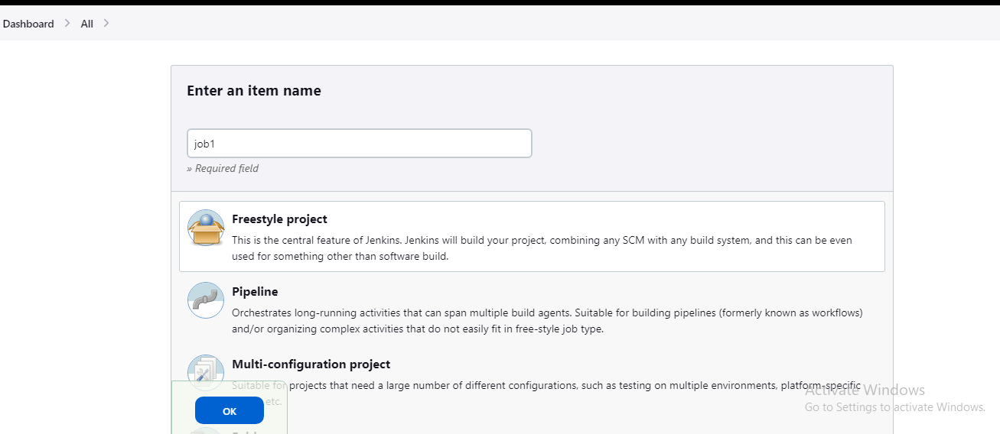 Dashboard > All >
Enter an item name
job1
» Required field
Freestyle project
This is the central feature of Jenkins. Jenkins will build your project, combining any SCM with any build system, and this can be even
used for something other than software build.
Pipeline
Orchestrates long-running activities that can span multiple build agents. Suitable for building pipelines (formerly known as workflows)
and/or organizing complex activities that do not easily fit in free-style job type.
Multi-configuration project
Suitable for projects that need a large number of different configurations, such as testing on multiple environments, platform-specific
etc.
OK
Activate Windows
Go to Settings to activate Windows.